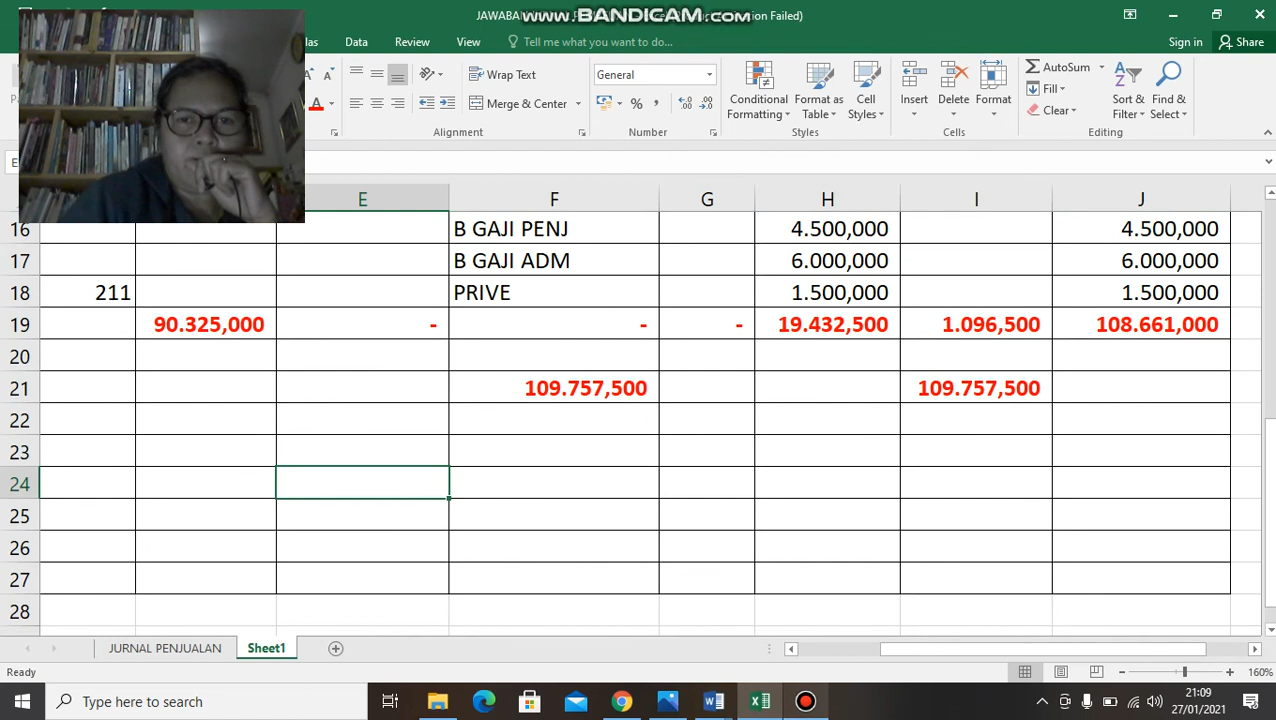 JAWABA
www.BANDICAM.com
ion Failed)
las Data Review View Tell me what you want to do... Sign in Share
Wrap Text General AutoSum
Merge & Center Conditional Formatting Format as Table Cell Styles Insert Delete Format Fill Clear Sort & Filter Find & Select
Alignment Number Styles Cells Editing
E F G H I J
16 B GAJI PENJ 4.500,000 4.500,000
17 B GAJI ADM 6.000,000 6.000,000
18 211 PRIVE 1.500,000 1.500,000
19 90.325,000 - - - 19.432,500 1.096,500 108.661,000
20
21 109.757,500 109.757,500
22
23
24
25
26
27
28
JURNAL PENJUALAN Sheet1
Ready 160%
Type here to search 21:09
27/01/2021